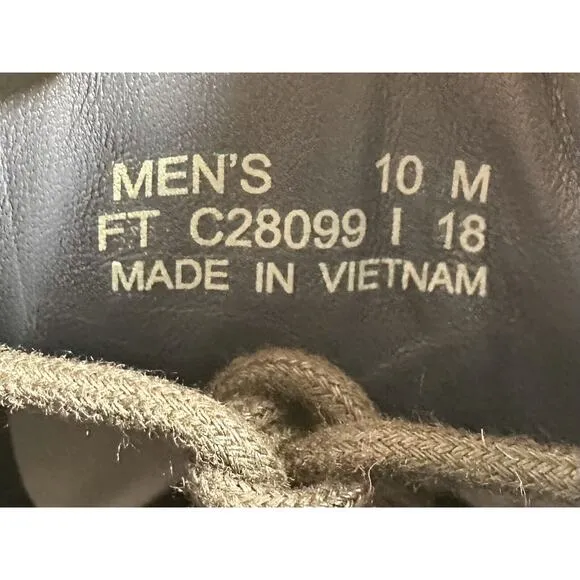 MEN'S 10 M
FT C28099 I 18
MADE IN VIETNAM